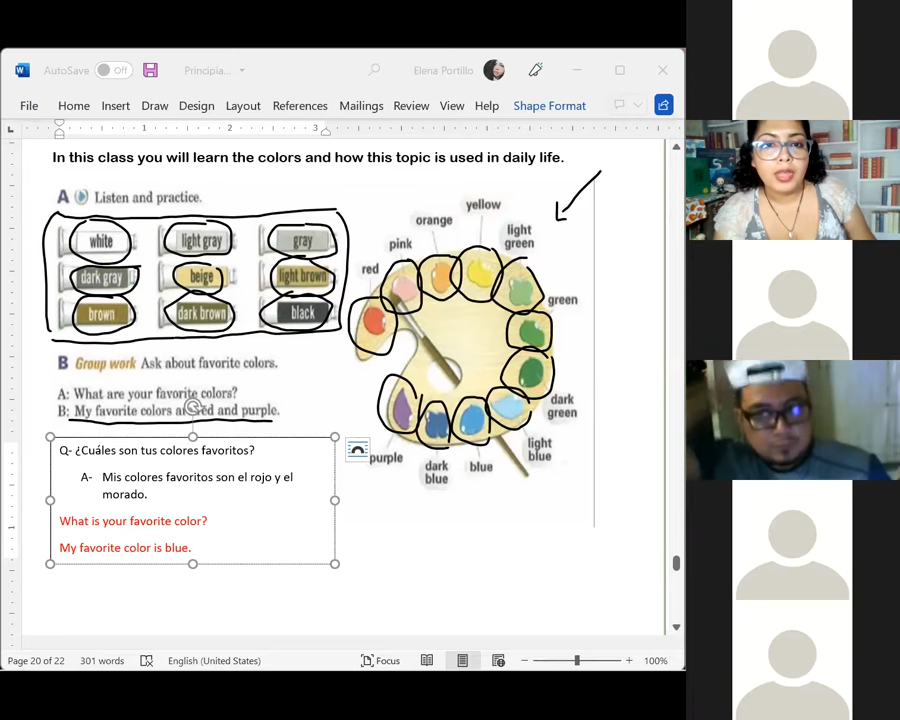 AutoSave Off Principia... Elena Portillo
File Home Insert Draw Design Layout References Mailings Review View Help Shape Format
1 2 3
In this class you will learn the colors and how this topic is used in daily life.
A Listen and practice.
white light gray gray
dark gray beige light brown
brown dark brown black
yellow
orange
light green
pink
red
green
dark green
light blue
blue
dark blue
purple
B Group work Ask about favorite colors.
A: What are your favorite colors?
B: My favorite colors are red and purple.
Q- ¿Cuáles son tus colores favoritos?
A- Mis colores favoritos son el rojo y el
morado.
What is your favorite color?
My favorite color is blue.
1
Page 20 of 22 301 words English (United States) Focus 100%